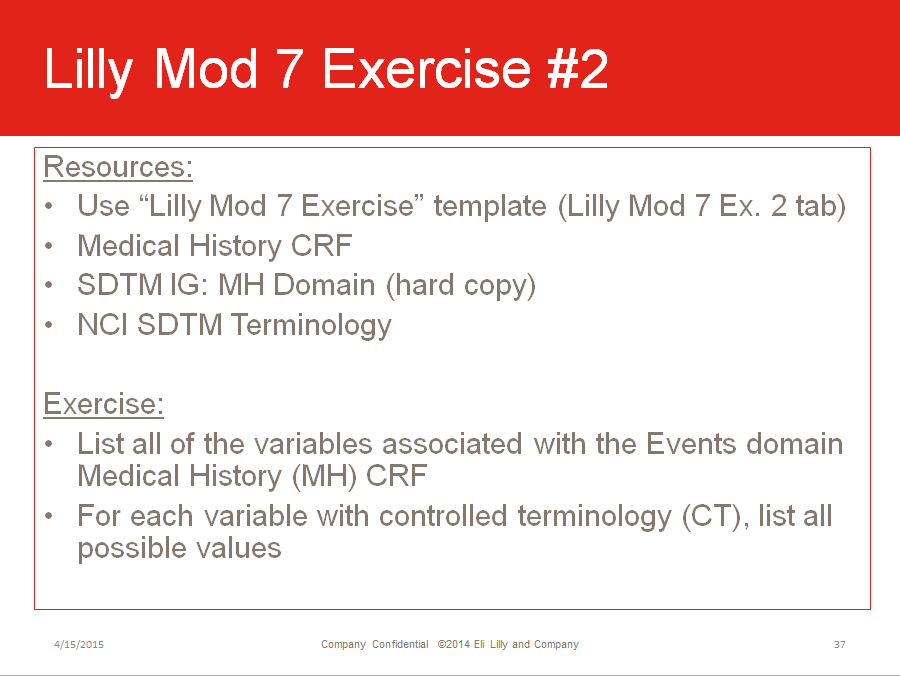 Lilly Mod 7 Exercise #2
Resources:
• Use “Lilly Mod 7 Exercise” template (Lilly Mod 7 Ex. 2 tab)
• Medical History CRF
• SDTM IG: MH Domain (hard copy)
• NCI SDTM Terminology
Exercise:
• List all of the variables associated with the Events domain
Medical History (MH) CRF
• For each variable with controlled terminology (CT), list all
possible values
4/15/2015 Company Confidential ©2014 Eli Lilly and Company 37